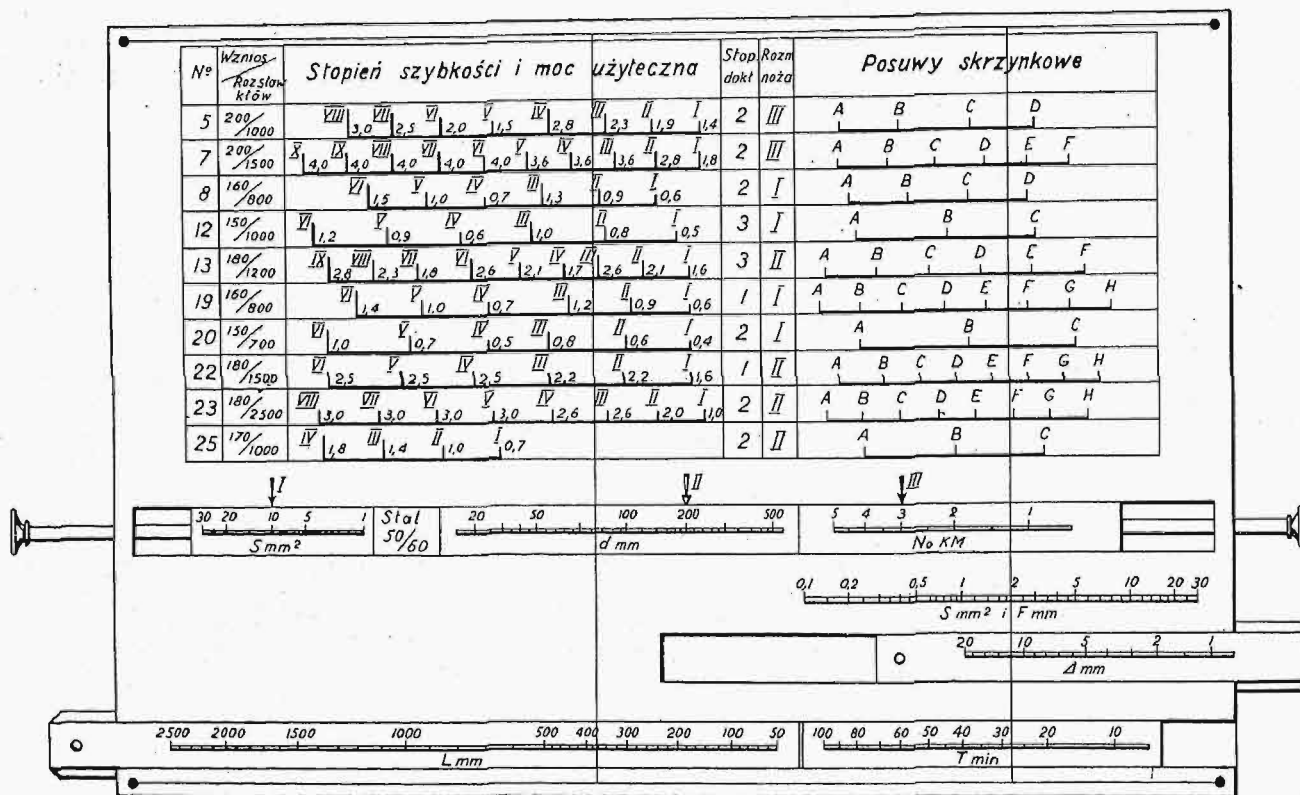 Nº Wznios/Rozstaw kłów Stopień szybkości i moc użyteczna Stop. dokł Rozm noża Posuwy skrzynkowe
VIII VII VI V IV III II I A B C D
5 200/1000 3,0 2,5 2,0 1,5 2,8 2,3 1,9 1,4 2 III
X IX VIII VII VI V IV III II I A B C D E F
7 200/1500 4,0 4,0 4,0 4,0 4,0 3,6 3,6 3,6 2,8 1,8 2 III
VI V IV III II I A B C D
8 160/800 1,5 1,0 0,7 1,3 0,9 0,6 2 I
VI V IV III II I A B C
12 150/1000 1,2 0,9 0,6 1,0 0,8 0,5 3 I
IX VIII VII VI V IV III II I A B C D E F
13 180/1200 2,8 2,3 1,8 2,6 2,1 1,7 2,6 2,1 1,6 3 II
VI V IV III II I A B C D E F G H
19 160/800 1,4 1,0 0,7 1,2 0,9 0,6 1 I
VI V IV III II I A B C
20 150/700 1,0 0,7 0,5 0,8 0,6 0,4 2 I
VI V IV III II I A B C D E F G H
22 180/1500 2,5 2,5 2,5 2,2 2,2 1,6 1 II
VIII VII VI V IV III II I A B C D E F G H
23 180/2500 3,0 3,0 3,0 3,0 2,6 2,6 2,0 1,0 2 II
IV III II I A B C
25 170/1000 1,8 1,4 1,0 0,7 2 II
I II III
30 20 10 5 1 Stal 50/60 20 50 100 200 500 5 4 3 2 1
S mm² d mm No KM
0,1 0,2 0,5 1 2 5 10 20 30
S mm² i F mm
20 10 5 2 1
Δ mm
2500 2000 1500 1000 500 400 300 200 100 50 100 80 60 50 40 30 20 10
L mm T min